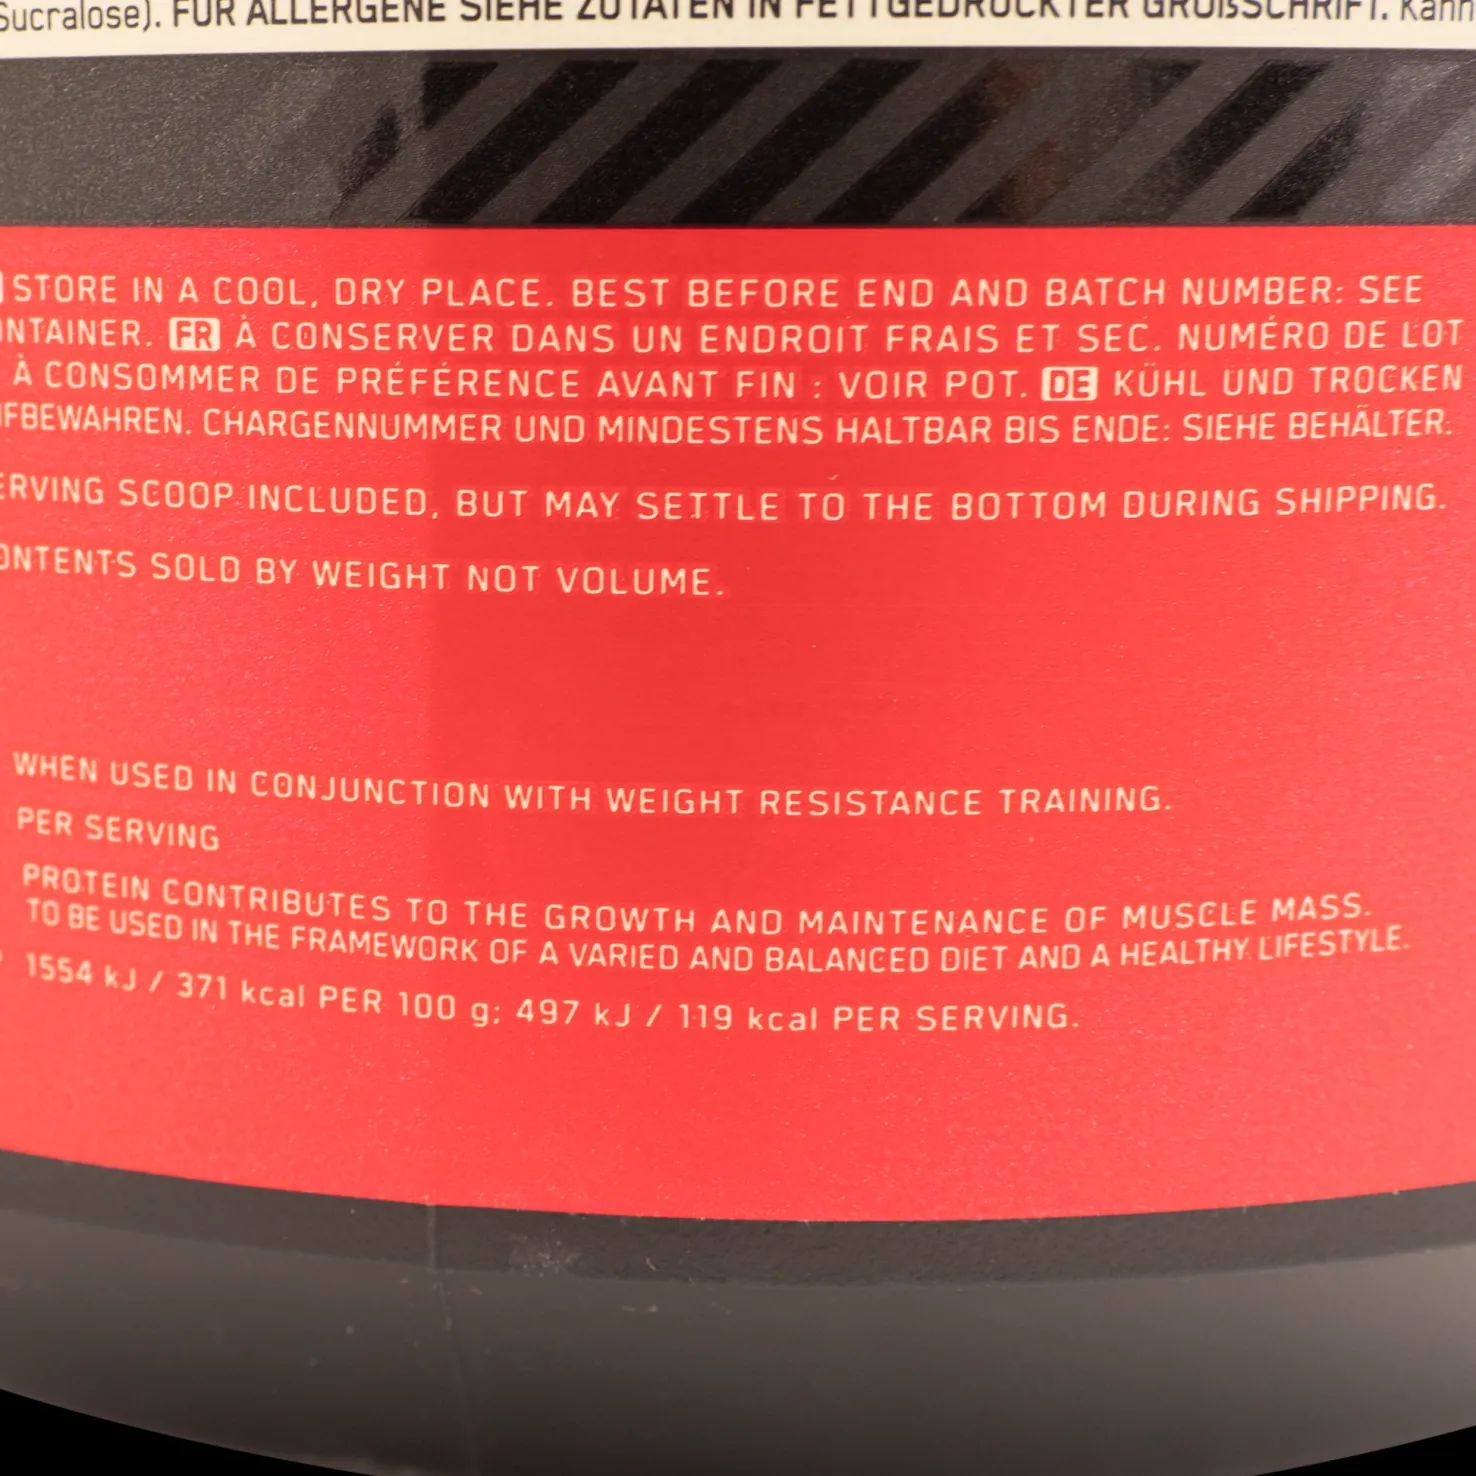 Sucralose). FÜR ALLERGENE SIEHE ZUTATEN IN FETTGEDRUCKTER GROßSCHRIFT. Kann
STORE IN A COOL, DRY PLACE. BEST BEFORE END AND BATCH NUMBER: SEE
ONTAINER. FR À CONSERVER DANS UN ENDROIT FRAIS ET SEC. NUMÉRO DE LOT
À CONSOMMER DE PRÉFÉRENCE AVANT FIN : VOIR POT. DE KÜHL UND TROCKEN
UFBEWAHREN. CHARGENNUMMER UND MINDESTENS HALTBAR BIS ENDE: SIEHE BEHÄLTER.
ERVING SCOOP INCLUDED, BUT MAY SETTLE TO THE BOTTOM DURING SHIPPING.
ONTENTS SOLD BY WEIGHT NOT VOLUME.
WHEN USED IN CONJUNCTION WITH WEIGHT RESISTANCE TRAINING.
PER SERVING
PROTEIN CONTRIBUTES TO THE GROWTH AND MAINTENANCE OF MUSCLE MASS.
TO BE USED IN THE FRAMEWORK OF A VARIED AND BALANCED DIET AND A HEALTHY LIFESTYLE.
1554 kJ / 371 kcal PER 100 g; 497 kJ / 119 kcal PER SERVING.